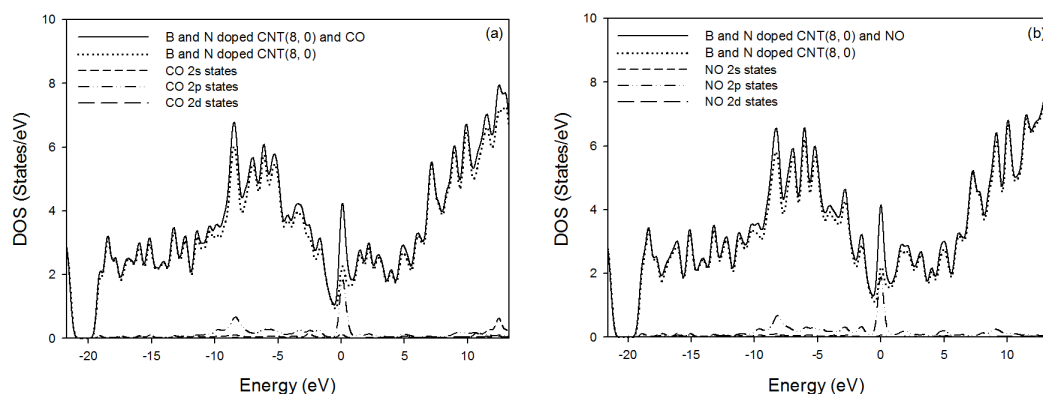 B and N doped CNT(8, 0) and CO
(a)
B and N doped CNT(8, 0)
CO 2s states
CO 2p states
CO 2d states
DOS (States/eV)
10
8
6
4
2
0
-20
-15
-10
-5
0
5
10
Energy (eV)
B and N doped CNT(8, 0) and NO
(b)
B and N doped CNT(8, 0)
NO 2s states
NO 2p states
NO 2d states
DOS (States/eV)
10
8
6
4
2
0
-20
-15
-10
-5
0
5
10
Energy (eV)